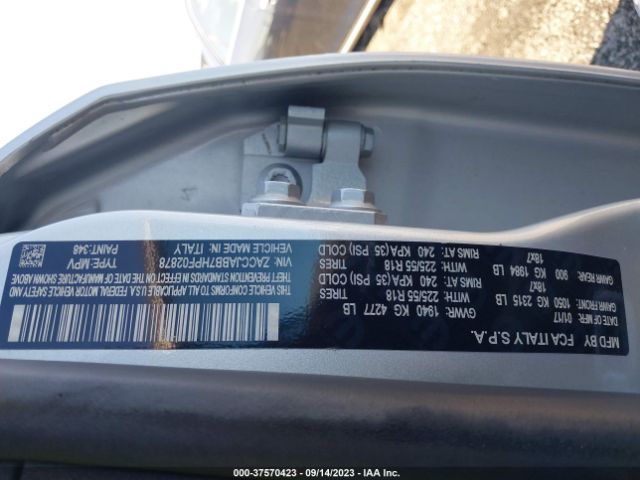 MFD BY FCA ITALY S.P.A.
DATE OF MFD: 01/17 GVWR: 1940 KG 4277 LB
GAWR FRONT: 1050 KG 2315 LB WITH: 225/55 R18
18x7 RIMS AT: 240 KPA(35 PSI) COLD
GAWR REAR: 900 KG 1984 LB WITH: 225/55 R18
18x7 RIMS AT: 240 KPA(35 PSI) COLD
THIS VEHICLE CONFORMS TO ALL APPLICABLE U.S.
FEDERAL MOTOR VEHICLE SAFETY AND THEFT PREVENTION STANDARDS
IN EFFECT ON THE DATE OF MANUFACTURE SHOWN ABOVE
VIN: ZACCJABB7HPF02878 TYPE: MPV
VEHICLE MADE IN: ITALY PAINT: 348
000-37570423 - 09/14/2023 - IAA Inc.